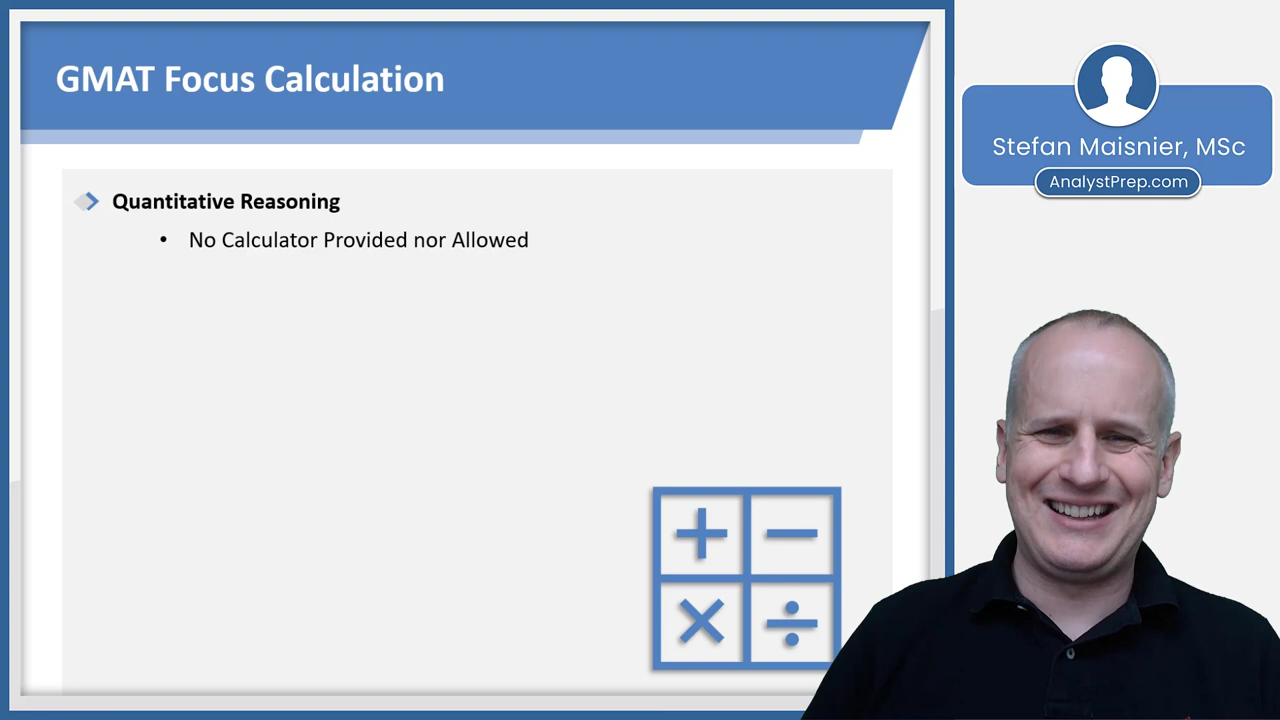 GMAT Focus Calculation
Quantitative Reasoning
• No Calculator Provided nor Allowed
Stefan Maisnier, MSc
AnalystPrep.com